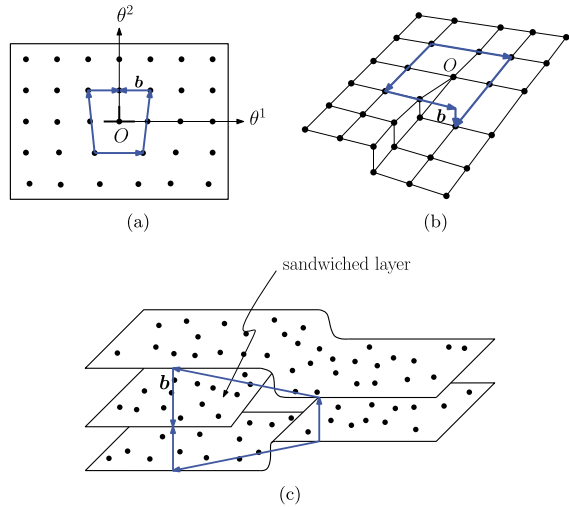 θ²
b
θ¹
O
(a)
O
b
(b)
sandwiched layer
b
(c)